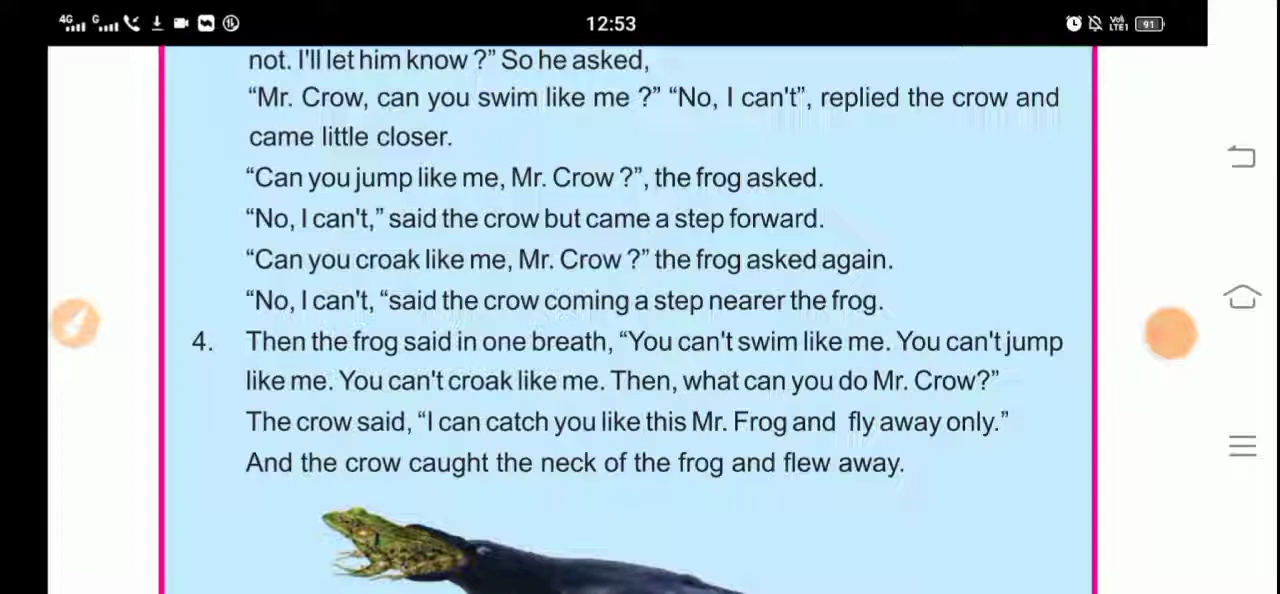 4G G 12:53 Vo) LTE1 91
not. I'll let him know ?” So he asked,
“Mr. Crow, can you swim like me ?” “No, I can't”, replied the crow and
came little closer.
“Can you jump like me, Mr. Crow ?”, the frog asked.
“No, I can't,” said the crow but came a step forward.
“Can you croak like me, Mr. Crow ?” the frog asked again.
“No, I can't, “said the crow coming a step nearer the frog.
4. Then the frog said in one breath, “You can't swim like me. You can't jump
like me. You can't croak like me. Then, what can you do Mr. Crow?”
The crow said, “I can catch you like this Mr. Frog and fly away only.”
And the crow caught the neck of the frog and flew away.